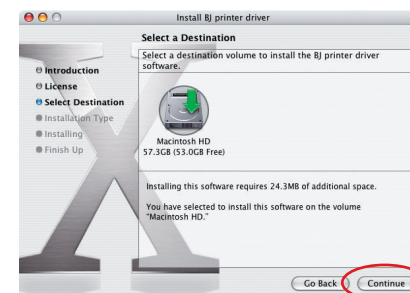 Install BJ printer driver
Select a Destination
Select a destination volume to install the BJ printer driver
software.
Introduction
License
Select Destination
Installation Type
Installing
Finish Up
Macintosh HD
57.3GB (53.0GB Free)
Installing this software requires 24.3MB of additional space.
You have selected to install this software on the volume
"Macintosh HD."
Go Back
Continue